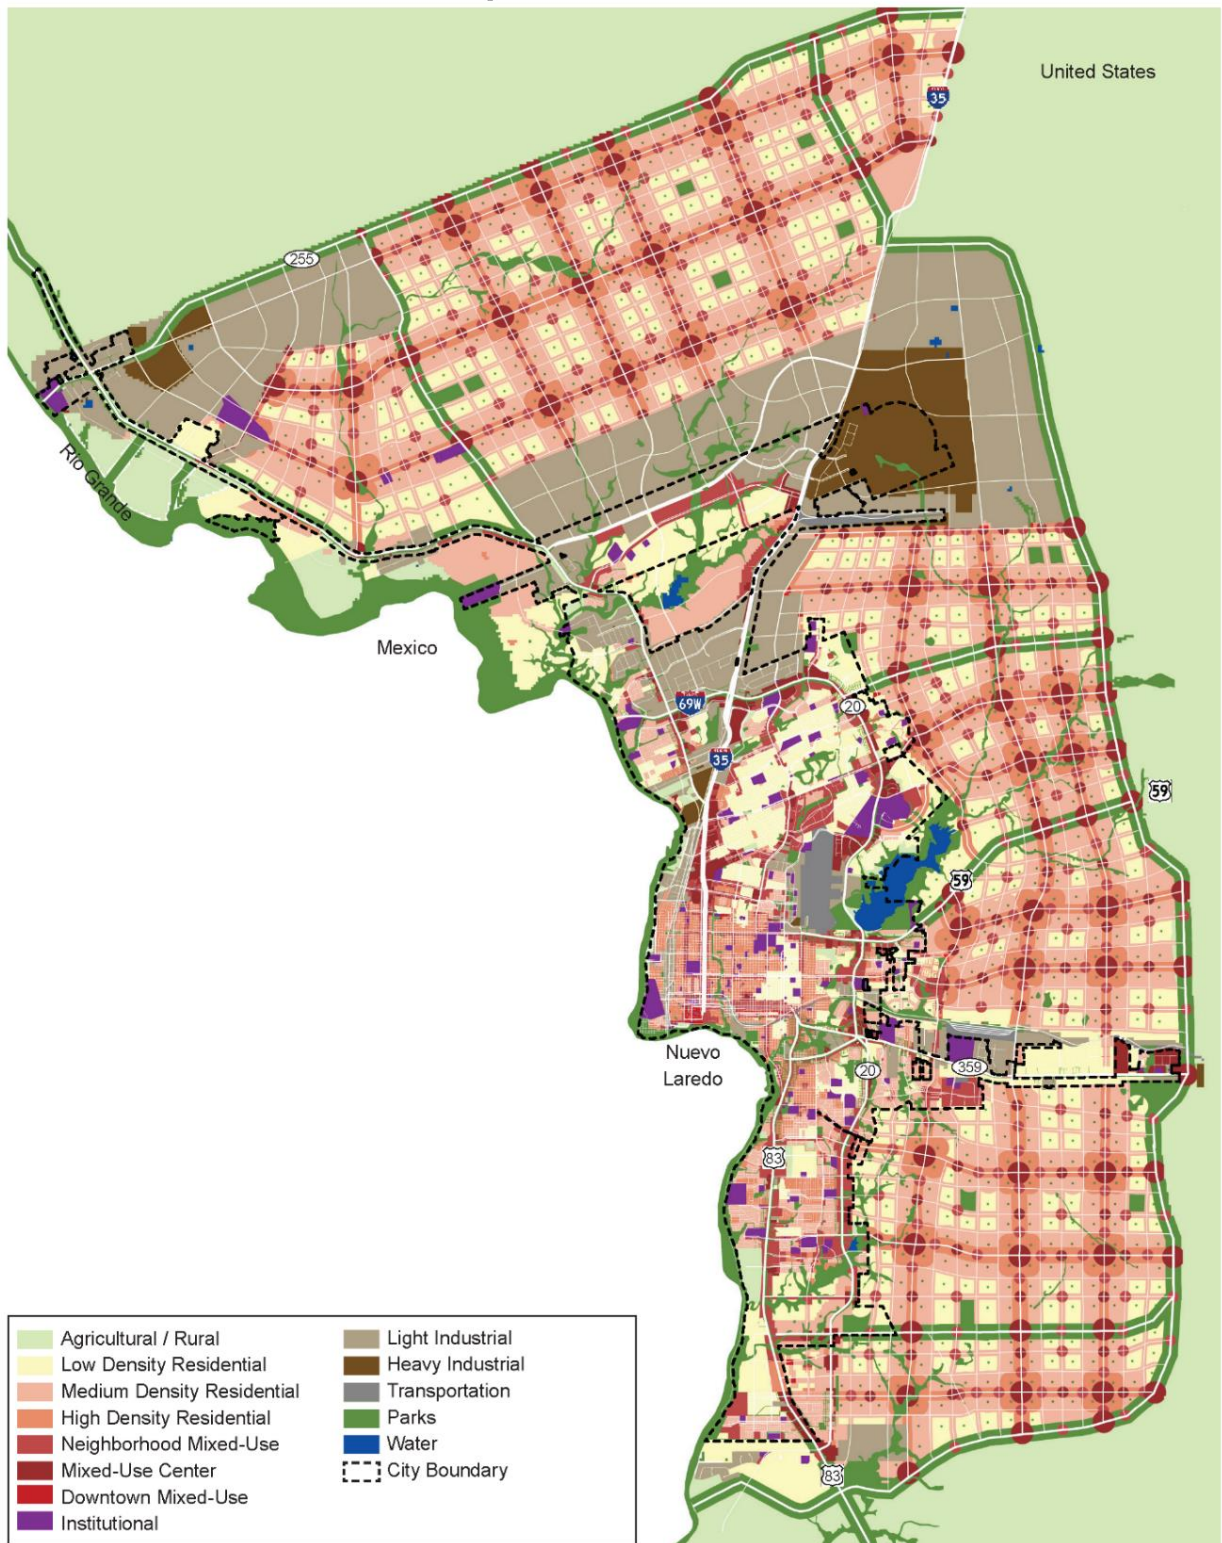 United States
35
255
Rio Grande
Mexico
69W
20
35
59
59
Nuevo
Laredo
20
359
83
83
Agricultural / Rural
Low Density Residential
Medium Density Residential
High Density Residential
Neighborhood Mixed-Use
Mixed-Use Center
Downtown Mixed-Use
Institutional
Light Industrial
Heavy Industrial
Transportation
Parks
Water
City Boundary